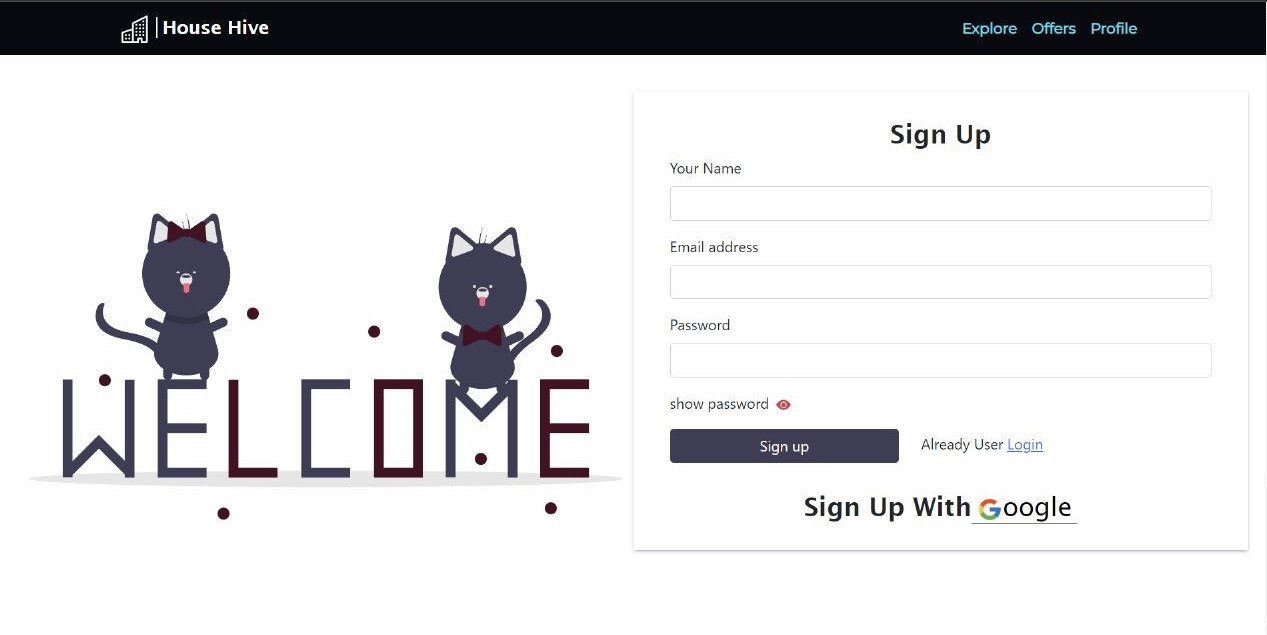 House Hive
Explore Offers Profile
WELCOME
Sign Up
Your Name
Email address
Password
show password
Sign up
Already User Login
Sign Up With Google